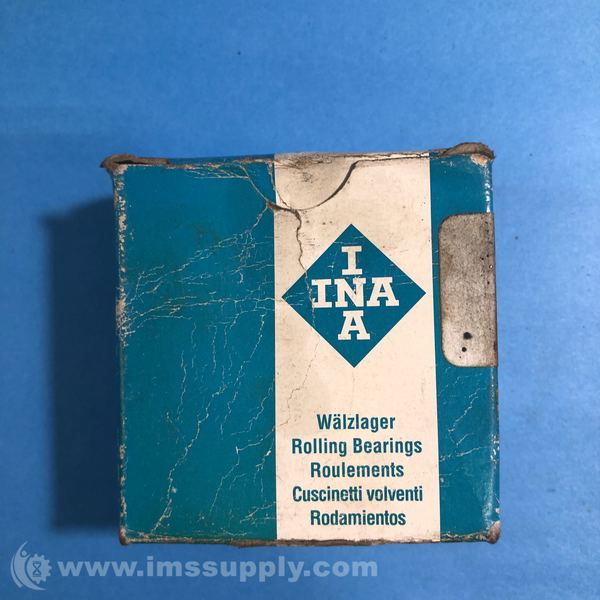 I
INA
A
Wälzlager
Rolling Bearings
Roulements
Cuscinetti volventi
Rodamientos
www.imssupply.com